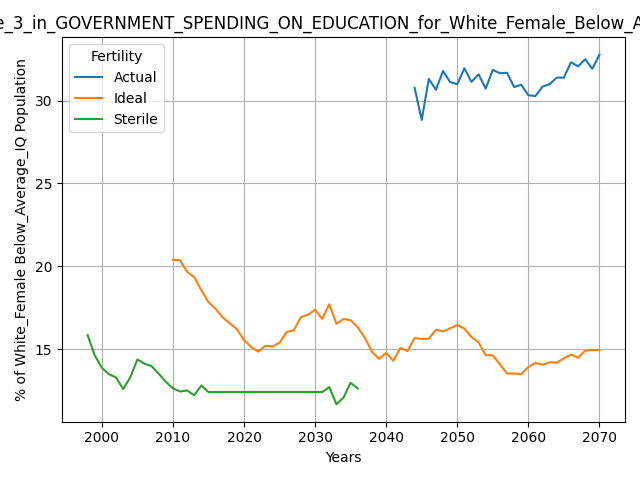 e_3_in_GOVERNMENT_SPENDING_ON_EDUCATION_for_White_Female_Below_A
Fertility
Actual
Ideal
Sterile
% of White_Female Below_Average_IQ Population
30
25
20
15
2000 2010 2020 2030 2040 2050 2060 2070
Years